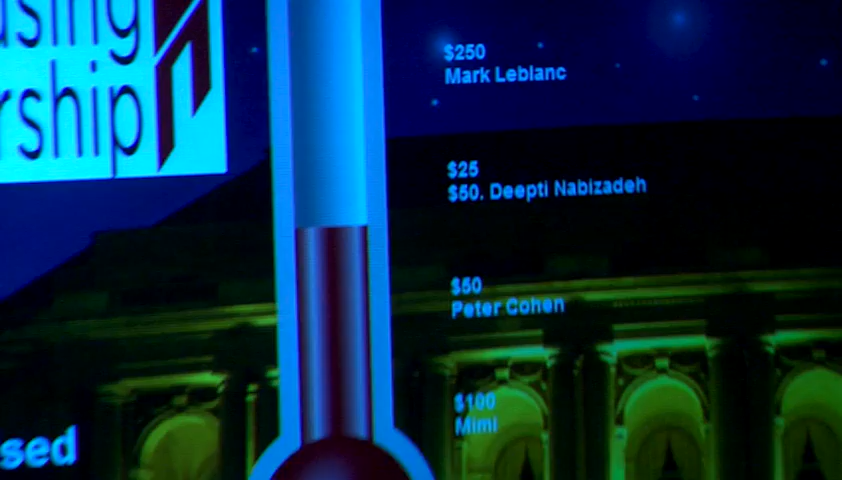 using
rship
$250
Mark Leblanc
$25
$50. Deepti Nabizadeh
$50
Peter Cohen
$100
Mimi
sed